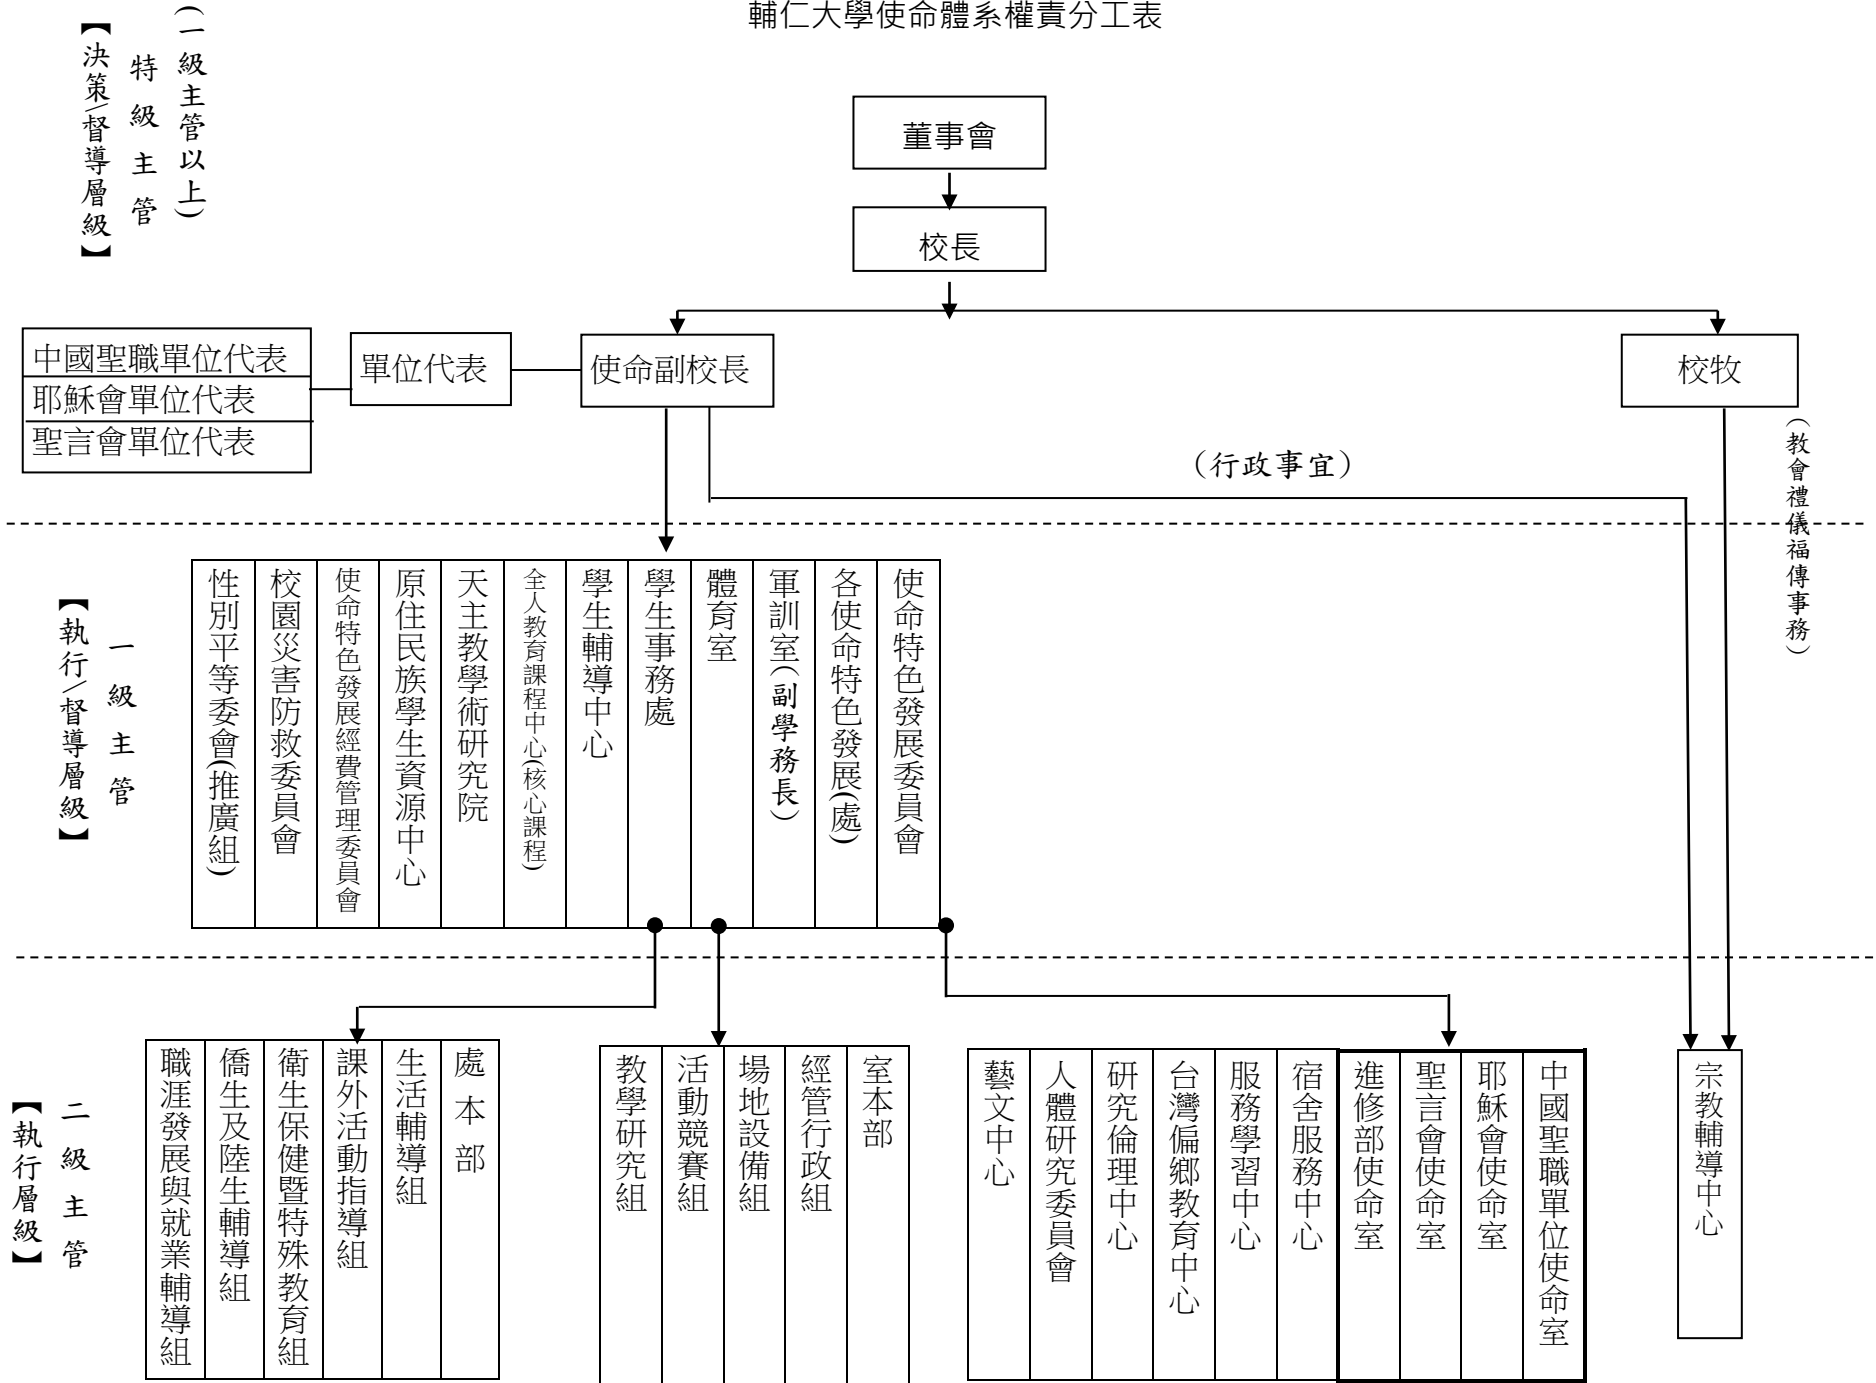 輔仁大學使命體系權責分工表
(一級主管以上)
特級主管
【決策/督導層級】
董事會
校長
中國聖職單位代表
耶穌會單位代表
聖言會單位代表
單位代表
使命副校長
校牧
(行政事宜)
(教會禮儀福傳事務)
一級主管
【執行/督導層級】
性別平等委會(推廣組)
校園災害防救委員會
使命特色發展經費管理委員會
原住民族學生資源中心
天主教學術研究院
全人教育課程中心(核心課程)
學生輔導中心
學生事務處
體育室
軍訓室(副學務長)
各使命特色發展(處)
使命特色發展委員會
二級主管
【執行層級】
職涯發展與就業輔導組
僑生及陸生輔導組
衛生保健暨特殊教育組
課外活動指導組
生活輔導組
處本部
教學研究組
活動競賽組
場地設備組
經管行政組
室本部
藝文中心
人體研究委員會
研究倫理中心
台灣偏鄉教育中心
服務學習中心
宿舍服務中心
進修部使命室
聖言會使命室
耶穌會使命室
中國聖職單位使命室
宗教輔導中心